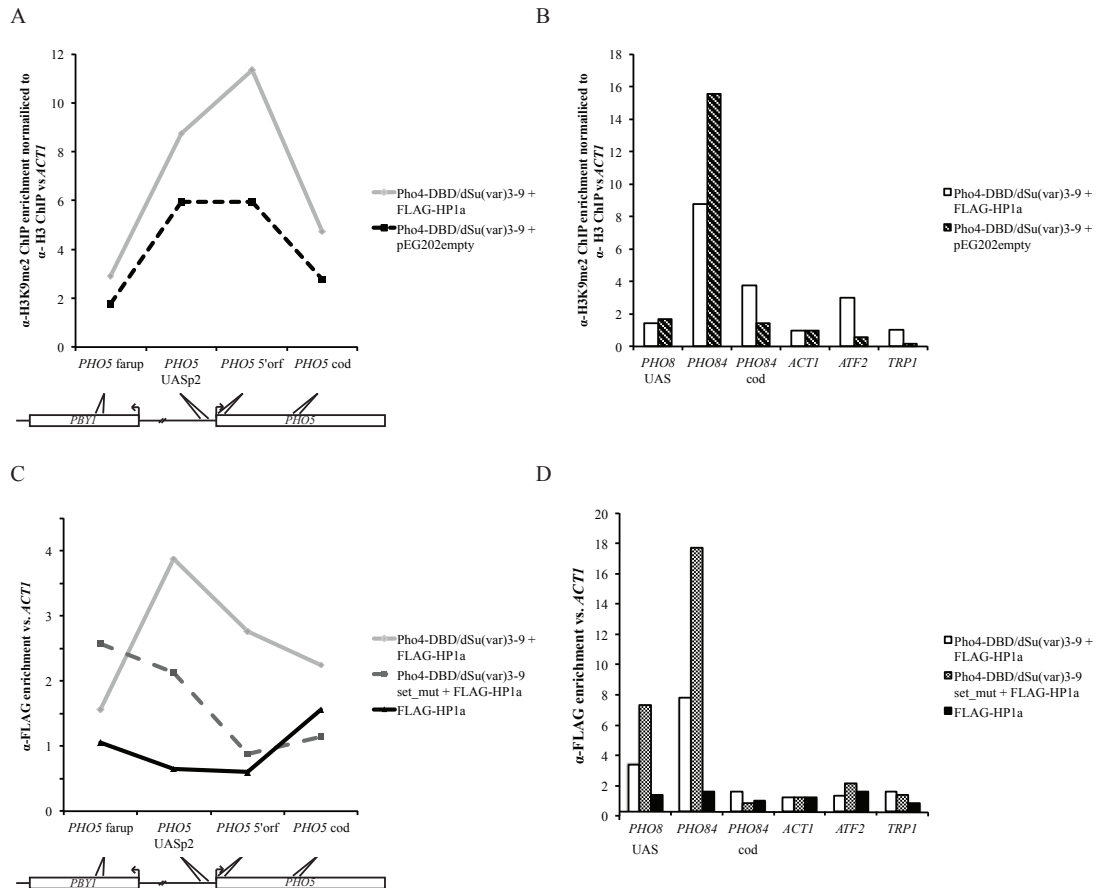 A
α-H3K9me2 ChIP enrichment normailiced to
α- H3 ChIP vs ACT1
12
10
8
6
4
2
0
PHO5 farup
PHO5
UASp2
PHO5 5'orf
PHO5 cod
Pho4-DBD/dSu(var)3-9 +
FLAG-HP1a
Pho4-DBD/dSu(var)3-9 +
pEG202empty
PBY1
PHO5
B
α-H3K9me2 ChIP enrichment normailiced to
α- H3 ChIP vs ACT1
18
16
14
12
10
8
6
4
2
0
PHO8
UAS
PHO84
PHO84
cod
ACT1
ATF2
TRP1
Pho4-DBD/dSu(var)3-9 +
FLAG-HP1a
Pho4-DBD/dSu(var)3-9 +
pEG202empty
C
α-FLAG enrichment vs. ACT1
4
3
2
1
0
PHO5 farup
PHO5
UASp2
PHO5 5'orf
PHO5 cod
Pho4-DBD/dSu(var)3-9 +
FLAG-HP1a
Pho4-DBD/dSu(var)3-9
set_mut + FLAG-HP1a
FLAG-HP1a
PBY1
PHO5
D
α-FLAG enrichment vs. ACT1
20
18
16
14
12
10
8
6
4
2
0
PHO8
UAS
PHO84
PHO84
cod
ACT1
ATF2
TRP1
Pho4-DBD/dSu(var)3-9 +
FLAG-HP1a
Pho4-DBD/dSu(var)3-9
set_mut + FLAG-HP1a
FLAG-HP1a